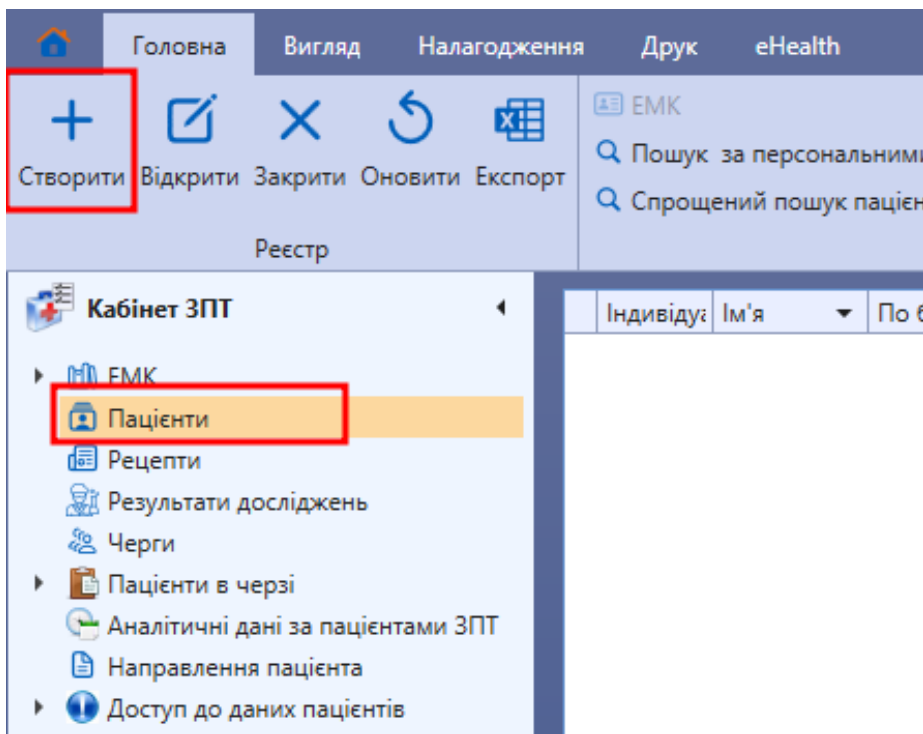 Головна Вигляд Налагодження Друк eHealth
ЕМК
Пошук за персональними
Спрощений пошук пацієн
Створити Відкрити Закрити Оновити Експорт
Реєстр
Кабінет ЗПТ
Індивідуа Ім'я По б
ЕМК
Пацієнти
Рецепти
Результати досліджень
Черги
Пацієнти в черзі
Аналітичні дані за пацієнтами ЗПТ
Направлення пацієнта
Доступ до даних пацієнтів